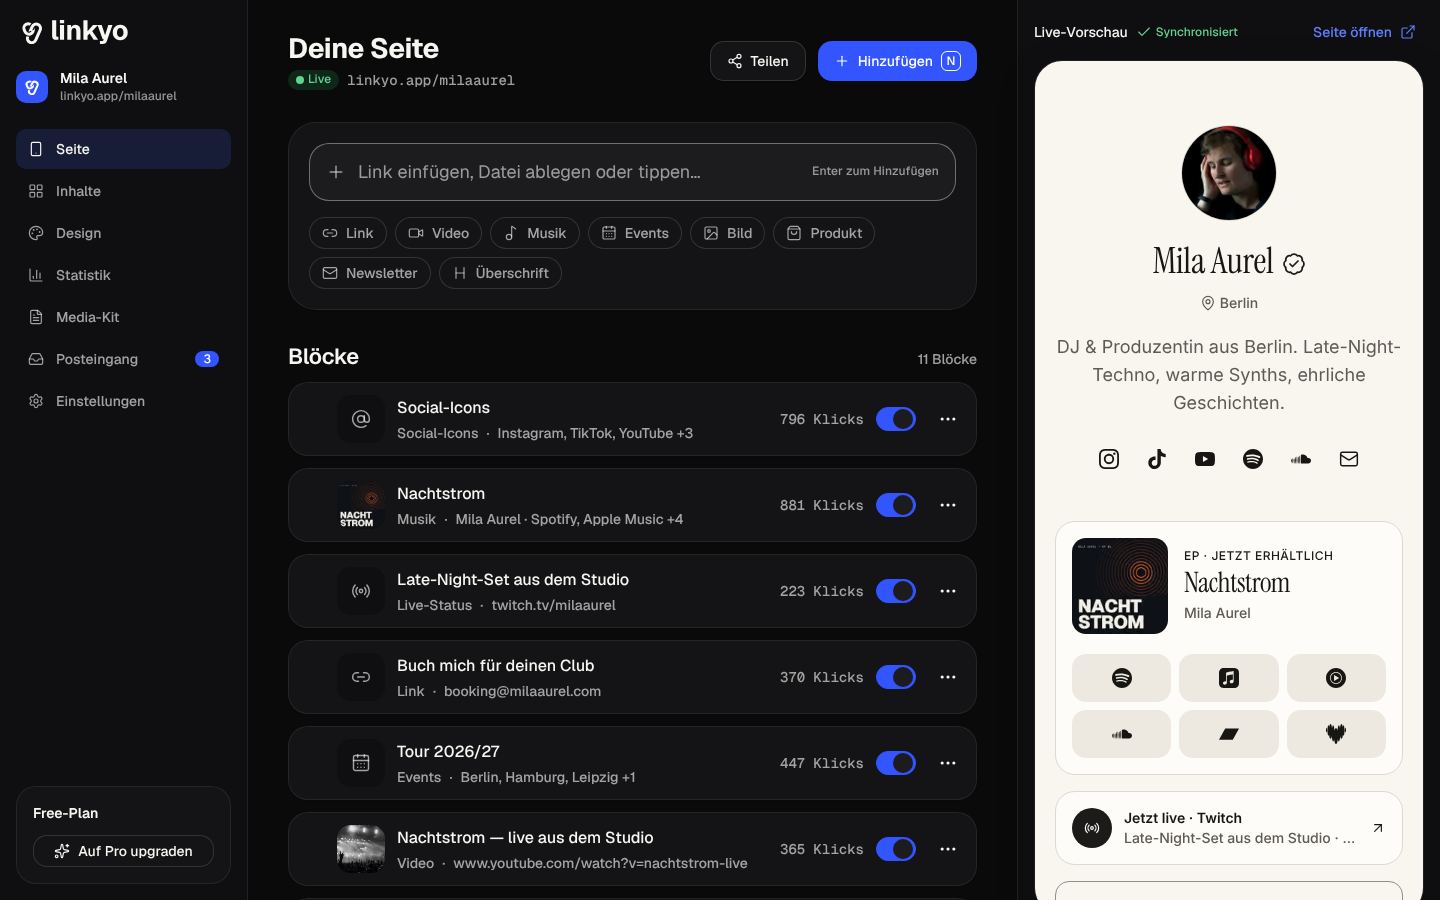 linkyo
Mila Aurel
linkyo.app/milaaurel
Seite
Inhalte
Design
Statistik
Media-Kit
Posteingang 3
Einstellungen
Free-Plan
Auf Pro upgraden
Deine Seite
Live linkyo.app/milaaurel
Teilen
Hinzufügen N
Link einfügen, Datei ablegen oder tippen… Enter zum Hinzufügen
Link Video Musik Events Bild Produkt
Newsletter Überschrift
Blöcke 11 Blöcke
Social-Icons
Social-Icons · Instagram, TikTok, YouTube +3
796 Klicks
Nachtstrom
Musik · Mila Aurel · Spotify, Apple Music +4
881 Klicks
NACHT
STROM
Late-Night-Set aus dem Studio
Live-Status · twitch.tv/milaaurel
223 Klicks
Buch mich für deinen Club
Link · booking@milaaurel.com
370 Klicks
Tour 2026/27
Events · Berlin, Hamburg, Leipzig +1
447 Klicks
Nachtstrom — live aus dem Studio
Video · www.youtube.com/watch?v=nachtstrom-live
365 Klicks
Live-Vorschau Synchronisiert Seite öffnen
Mila Aurel
Berlin
DJ & Produzentin aus Berlin. Late-Night-
Techno, warme Synths, ehrliche
Geschichten.
NACHT
STROM
EP · JETZT ERHÄLTLICH
Nachtstrom
Mila Aurel
Jetzt live · Twitch
Late-Night-Set aus dem Studio · …